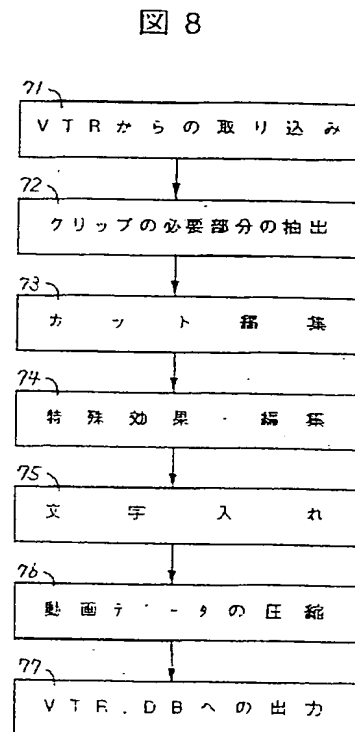 図 8
71
VTRからの取り込み
72
クリップの必要部分の抽出
73
カット編集
74
特殊効果・編集
75
文字入れ
76
動画データの圧縮
77
VTR.DBへの出力